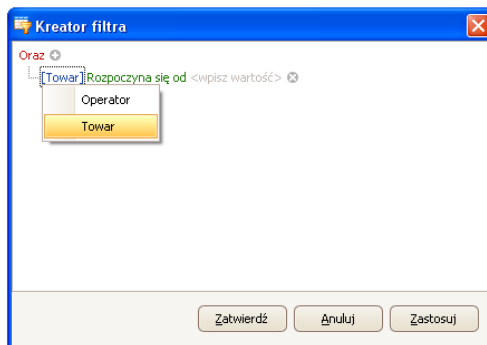 Kreator filtra
Oraz
[Towar] Rozpoczyna się od <wpisz wartość>
Operator
Towar
Zatwierdź Anuluj Zastosuj